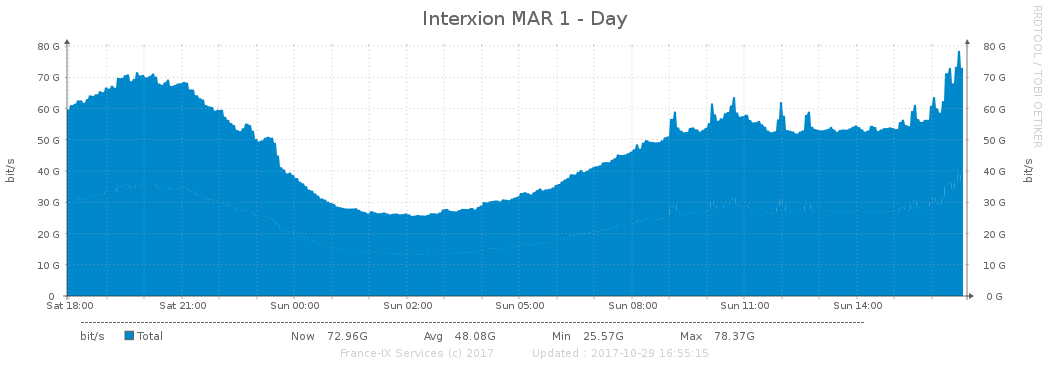 Interxion MAR 1 - Day
RRDTOOL / TOBI OETIKER
bit/s
80 G 80 G
70 G 70 G
60 G 60 G
50 G 50 G
40 G 40 G
30 G 30 G
20 G 20 G
10 G 10 G
0 0 G
bit/s
Sat 18:00 Sat 21:00 Sun 00:00 Sun 02:00 Sun 05:00 Sun 08:00 Sun 11:00 Sun 14:00
bit/s Total Now 72.96G Avg 48.08G Min 25.57G Max 78.37G
France-IX Services (c) 2017 Updated : 2017-10-29 16:55:15